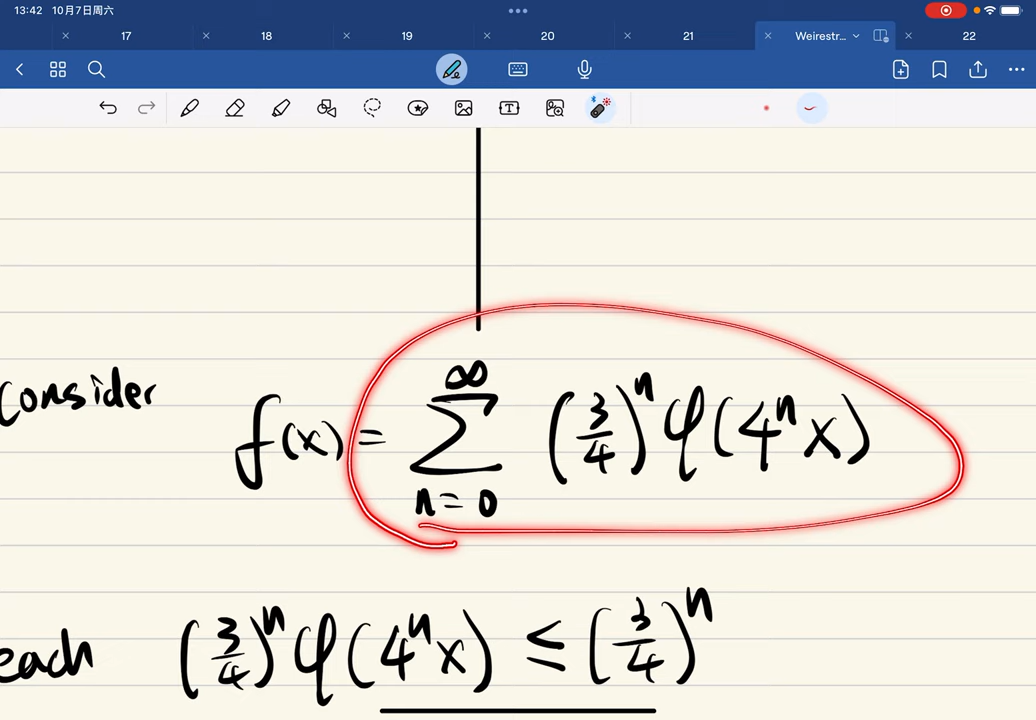 13:42 10月7日周六
17 18 19 20 21 Weirestr... 22
consider f(x) = ∑_{n=0}^{∞} (3/4)^n φ(4^n x)
each (3/4)^n φ(4^n x) ≤ (3/4)^n